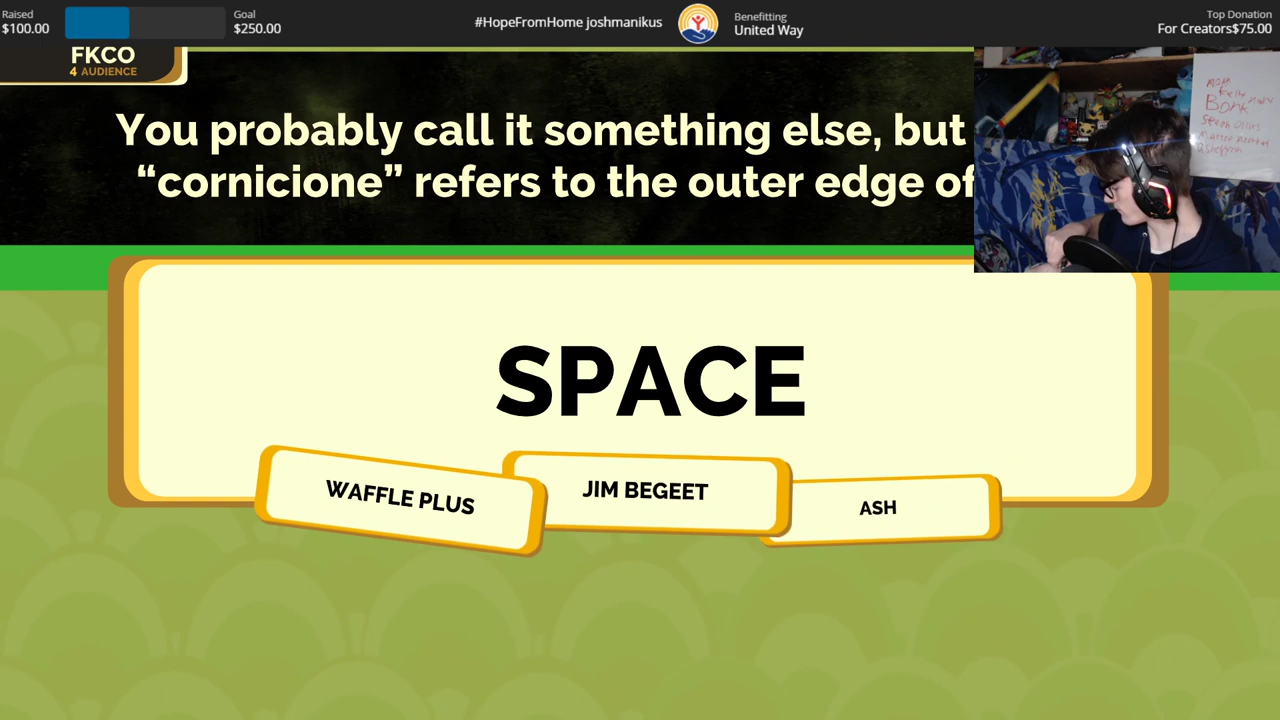 Raised
$100.00
Goal
$250.00
#HopeFromHome joshmanikus
Benefitting
United Way
Top Donation
For Creators$75.00
FKCO
4 AUDIENCE
You probably call it something else, but
“cornicione” refers to the outer edge of
Bork
SPACE
WAFFLE PLUS
JIM BEGEET
ASH